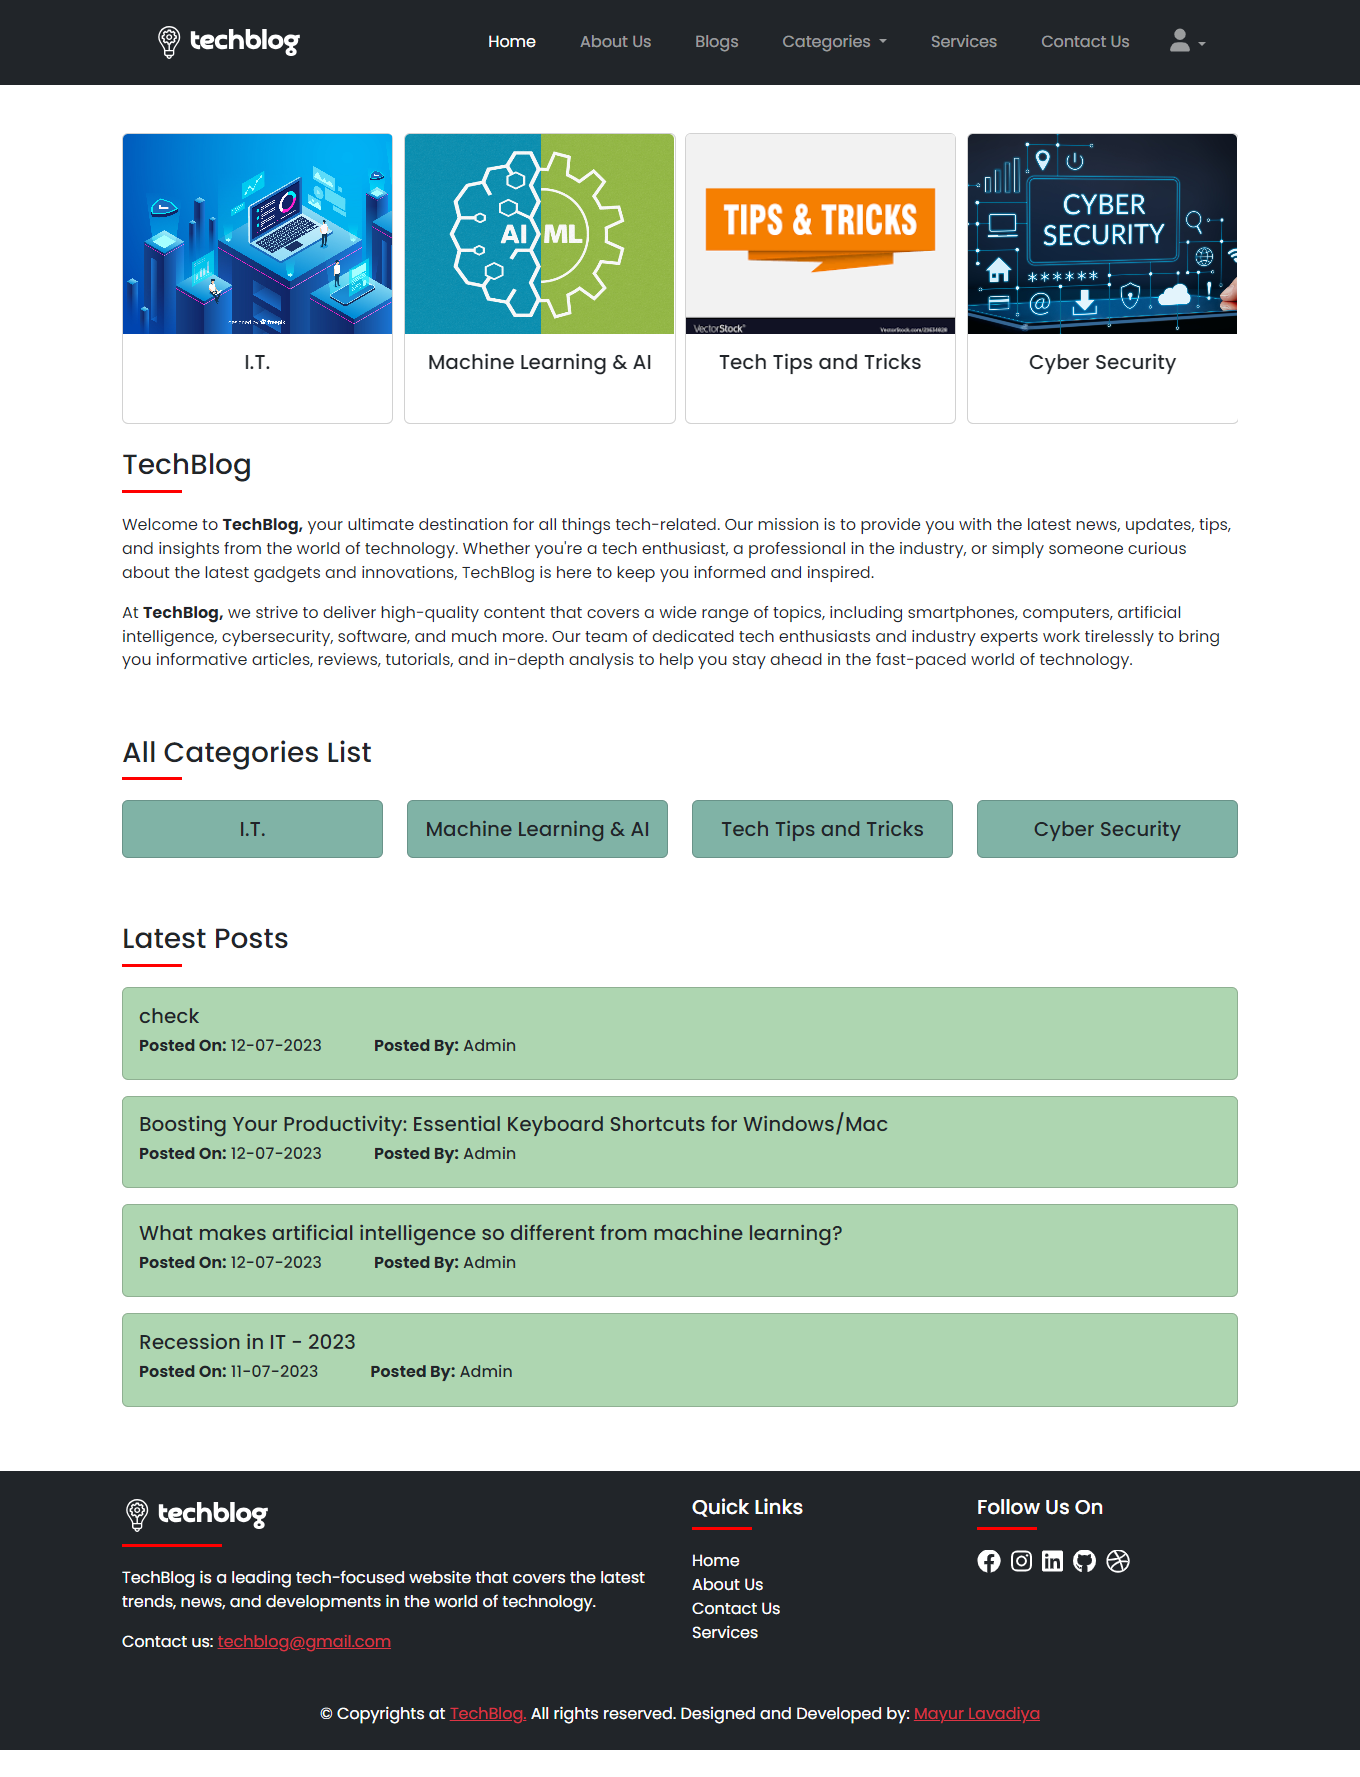 techblog
Home About Us Blogs Categories Services Contact Us
designed by freepik
AI ML
TIPS & TRICKS
VectorStock® VectorStock.com/25634828
CYBER
SECURITY
******
@
I.T. Machine Learning & AI Tech Tips and Tricks Cyber Security
TechBlog
Welcome to TechBlog, your ultimate destination for all things tech-related. Our mission is to provide you with the latest news, updates, tips,
and insights from the world of technology. Whether you're a tech enthusiast, a professional in the industry, or simply someone curious
about the latest gadgets and innovations, TechBlog is here to keep you informed and inspired.
At TechBlog, we strive to deliver high-quality content that covers a wide range of topics, including smartphones, computers, artificial
intelligence, cybersecurity, software, and much more. Our team of dedicated tech enthusiasts and industry experts work tirelessly to bring
you informative articles, reviews, tutorials, and in-depth analysis to help you stay ahead in the fast-paced world of technology.
All Categories List
I.T. Machine Learning & AI Tech Tips and Tricks Cyber Security
Latest Posts
check
Posted On: 12-07-2023 Posted By: Admin
Boosting Your Productivity: Essential Keyboard Shortcuts for Windows/Mac
Posted On: 12-07-2023 Posted By: Admin
What makes artificial intelligence so different from machine learning?
Posted On: 12-07-2023 Posted By: Admin
Recession in IT - 2023
Posted On: 11-07-2023 Posted By: Admin
techblog
TechBlog is a leading tech-focused website that covers the latest
trends, news, and developments in the world of technology.
Contact us: techblog@gmail.com
Quick Links
Home
About Us
Contact Us
Services
Follow Us On
© Copyrights at TechBlog. All rights reserved. Designed and Developed by: Mayur Lavadiya